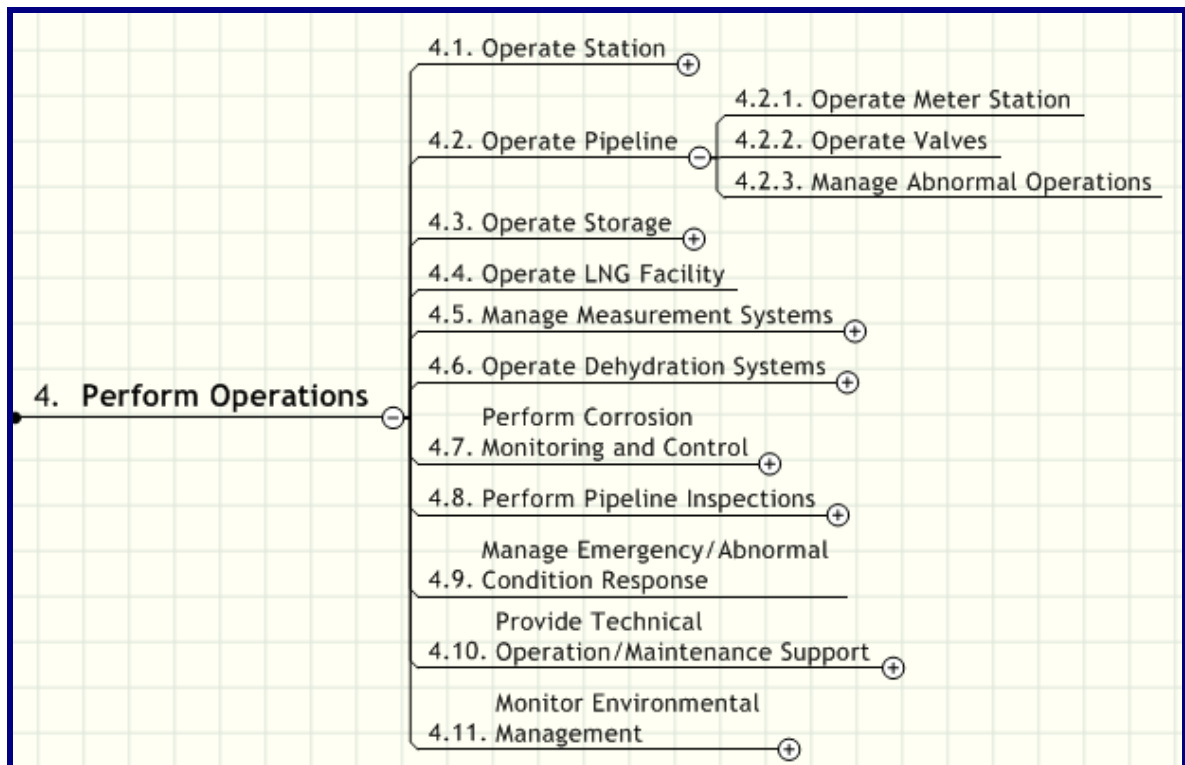 4.1. Operate Station
4.2.1. Operate Meter Station
4.2. Operate Pipeline
4.2.2. Operate Valves
4.2.3. Manage Abnormal Operations
4.3. Operate Storage
4.4. Operate LNG Facility
4.5. Manage Measurement Systems
4.6. Operate Dehydration Systems
4. Perform Operations
Perform Corrosion
4.7. Monitoring and Control
4.8. Perform Pipeline Inspections
Manage Emergency/Abnormal
4.9. Condition Response
Provide Technical
4.10. Operation/Maintenance Support
Monitor Environmental
4.11. Management